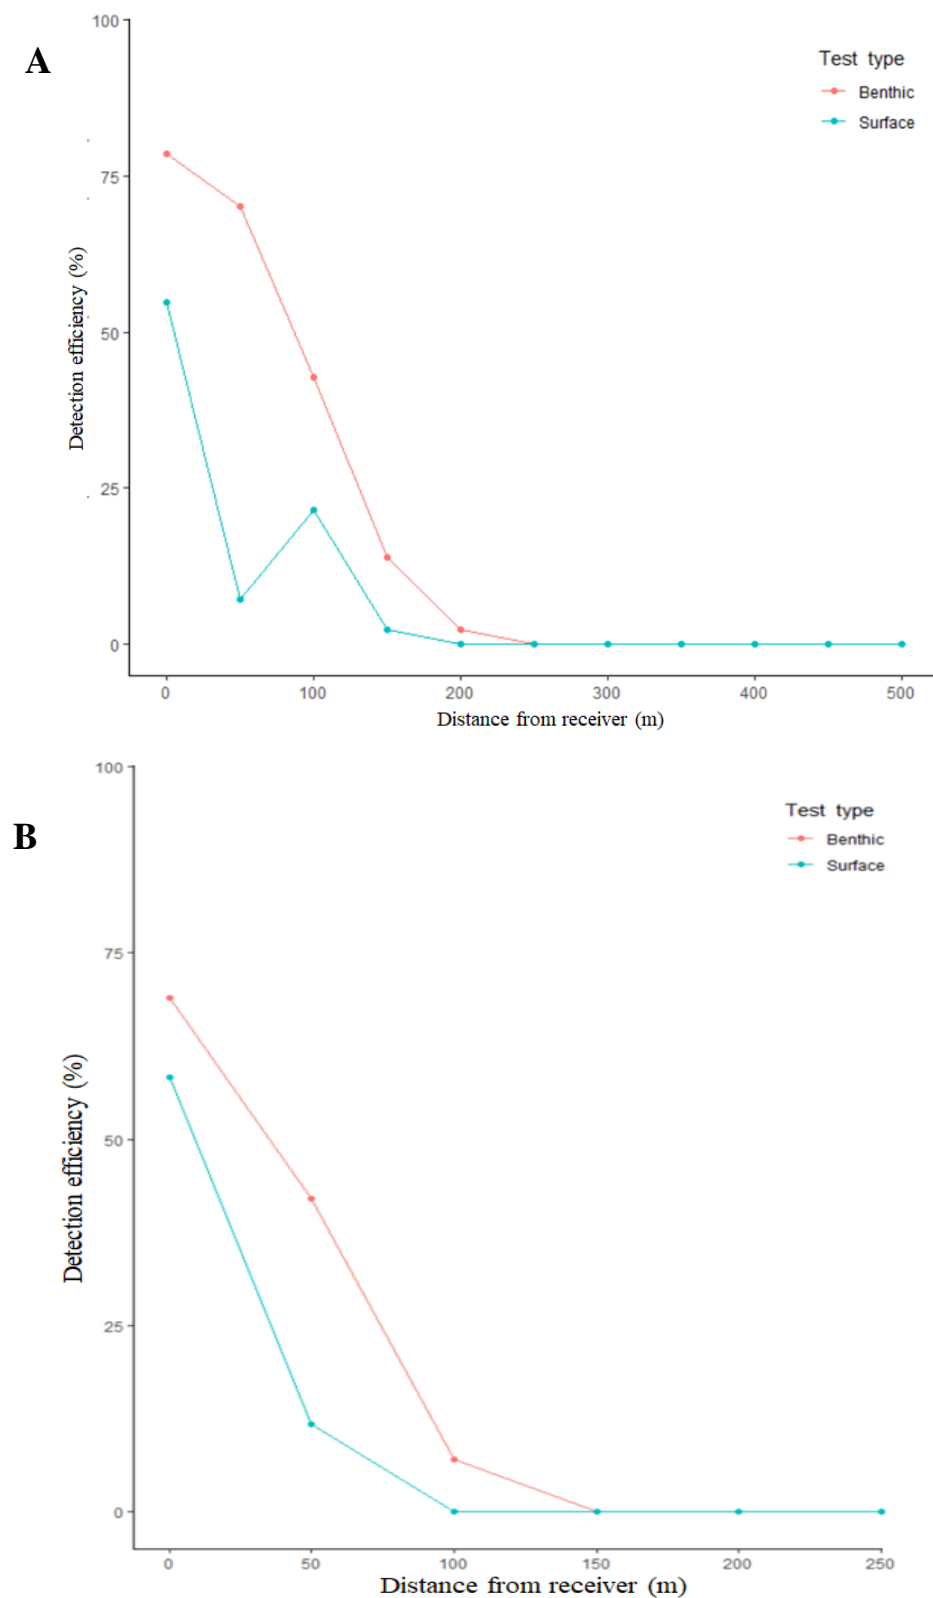 A
Test type
Benthic
Surface
100
75
50
25
0
Detection efficiency (%)
0 100 200 300 400 500
Distance from receiver (m)
B
Test type
Benthic
Surface
100
75
50
25
0
Detection efficiency (%)
0 50 100 150 200 250
Distance from receiver (m)